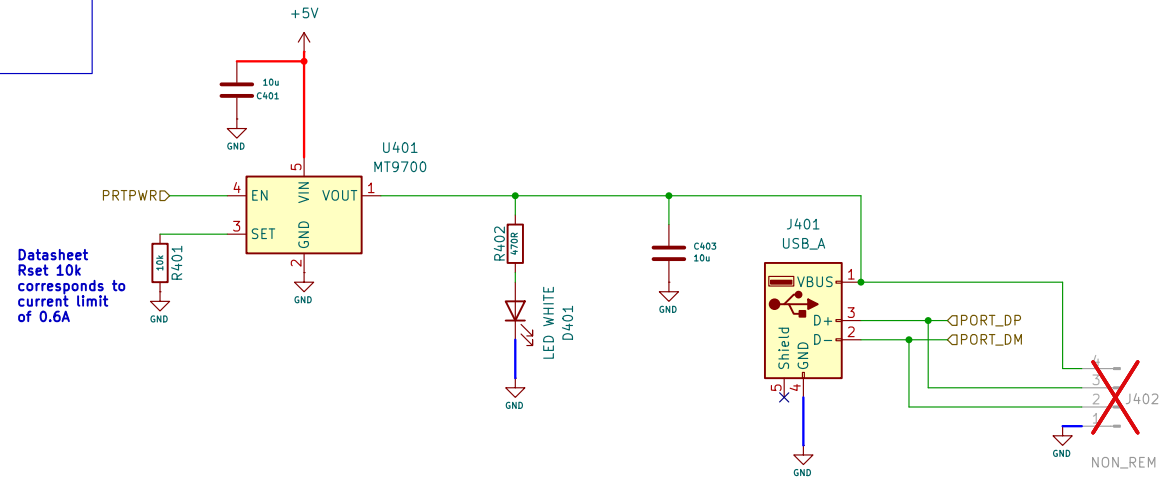 +5V
10u
C401
GND
U401
MT9700
PRTPWR
4
EN
5
VIN
VOUT
1
3
SET
GND
2
GND
10k
R401
GND
Datasheet
Rset 10k
corresponds to
current limit
of 0.6A
R402
470R
LED WHITE
D401
GND
C403
10u
GND
J401
USB_A
VBUS
1
D+
3
PORT_DP
D-
2
PORT_DM
Shield
GND
5
4
GND
4
3
2
1
J402
GND
NON_REM